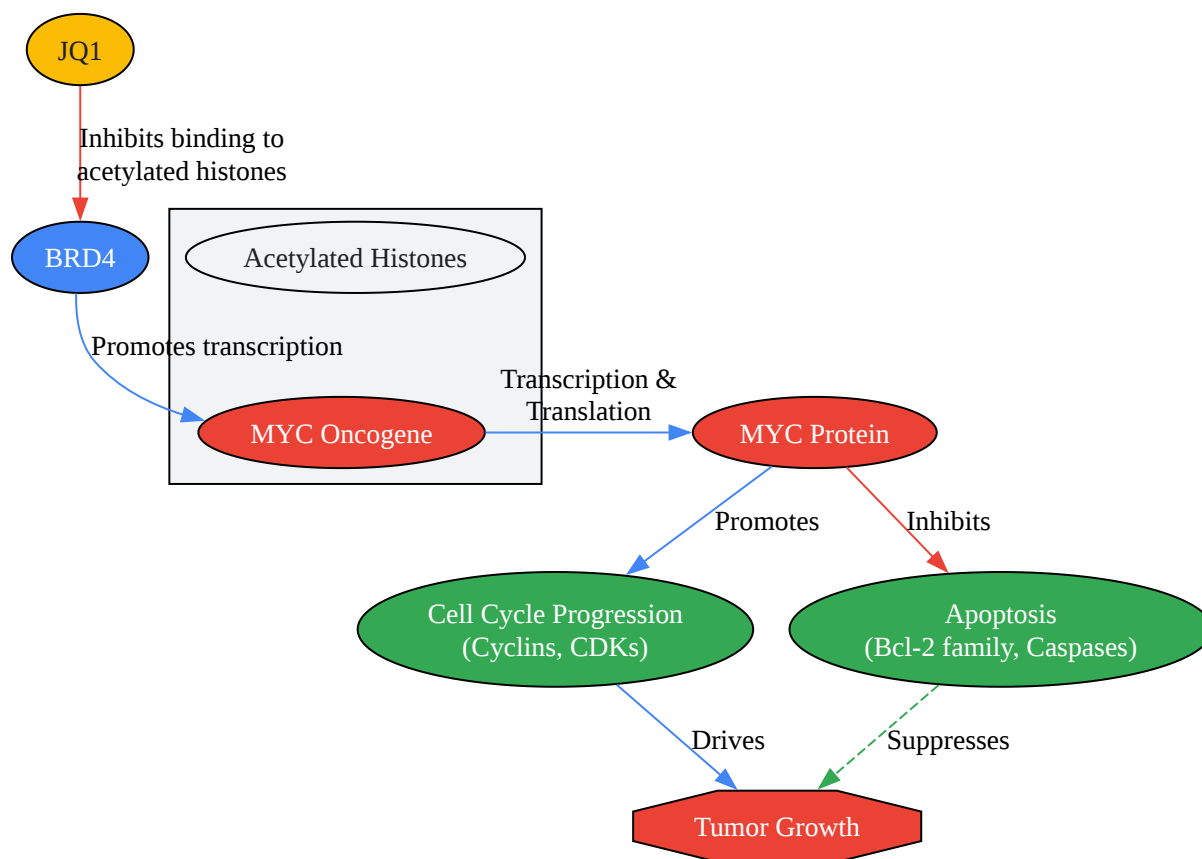 JQ1
Inhibits binding to
acetylated histones
BRD4
Acetylated Histones
Promotes transcription
Transcription &
Translation
MYC Oncogene
MYC Protein
Promotes
Inhibits
Cell Cycle Progression
(Cyclins, CDKs)
Apoptosis
(Bcl-2 family, Caspases)
Drives
Suppresses
Tumor Growth